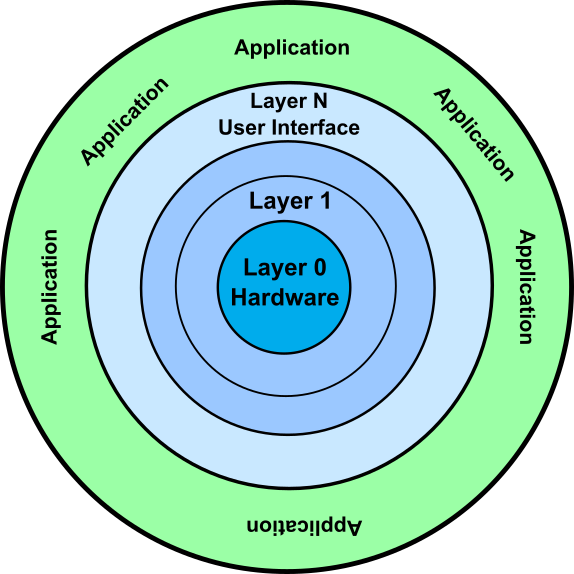 Application
Application
Application
Layer N
User Interface
Layer 1
Layer 0
Hardware
Application
Application
Application